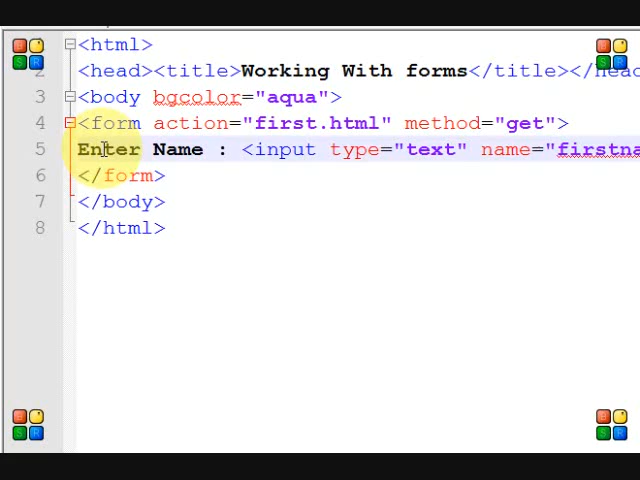 <html>
2 <head><title>Working With forms</title></head
3 <body bgcolor="aqua">
4 <form action="first.html" method="get">
5 Enter Name : <input type="text" name="firstna
6 </form>
7 </body>
8 </html>